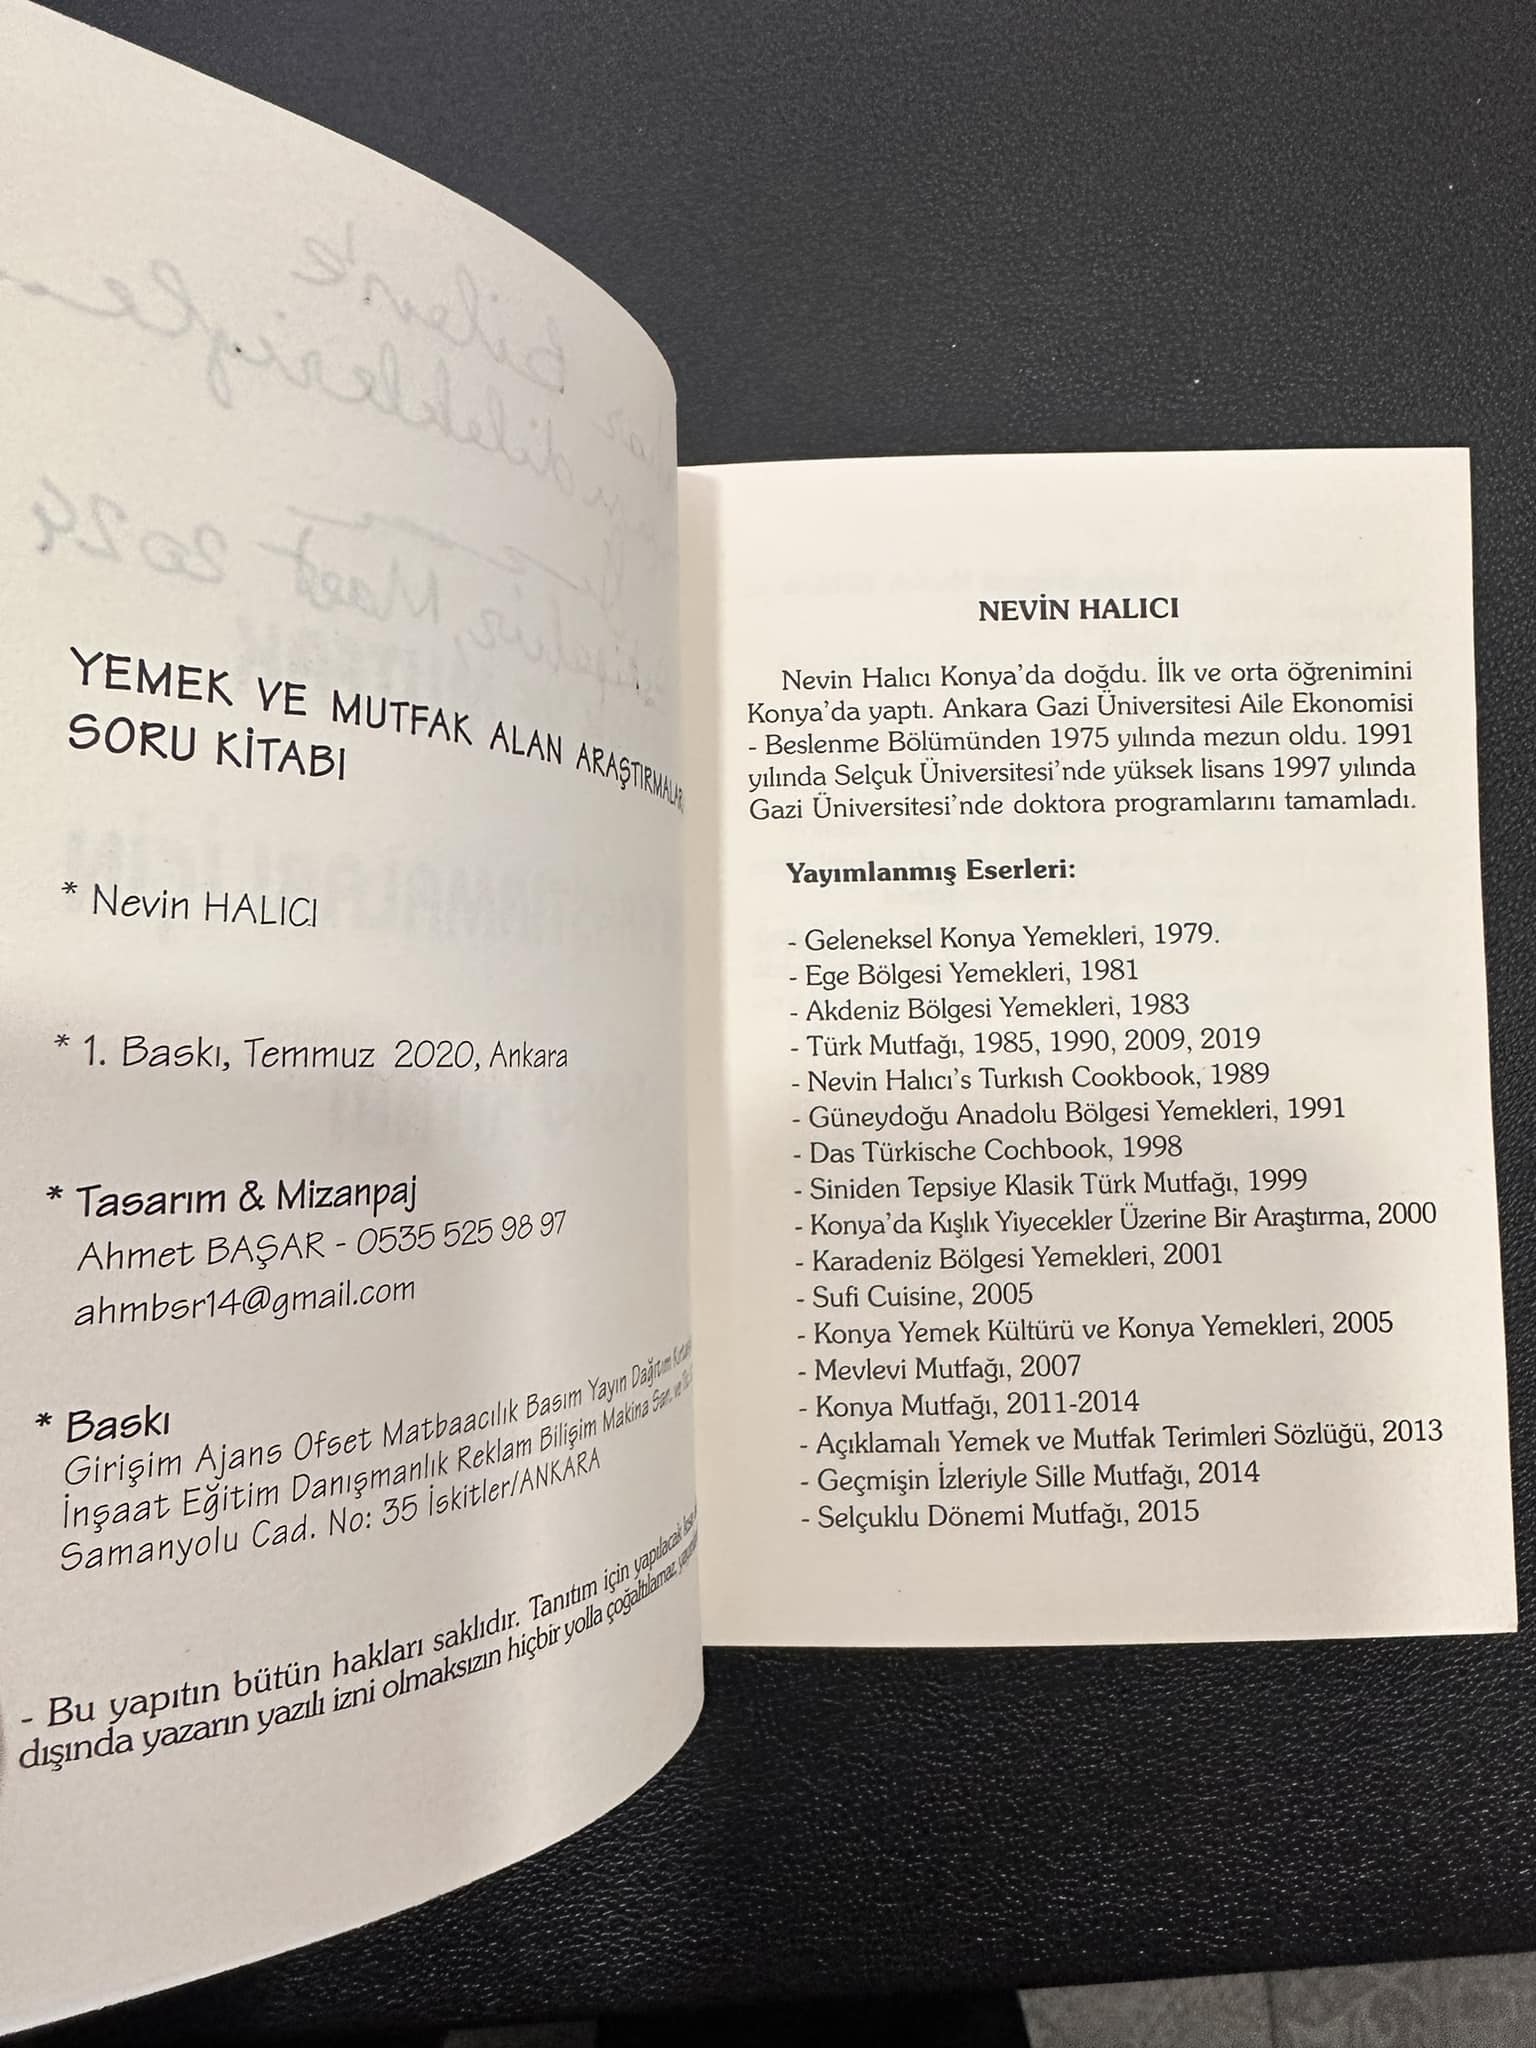 YEMEK VE MUTFAK ALAN ARAŞTIRMALARI
SORU KİTABI
* Nevin HALICI
* 1. Baskı, Temmuz 2020, Ankara
* Tasarım & Mizanpaj
Ahmet BAŞAR - 0535 525 98 97
ahmbsr14@gmail.com
* Baskı
Girişim Ajans Ofset Matbaacılık Basım Yayın Dağıtım
İnşaat Eğitim Danışmanlık Reklam Bilişim Makina San. ve
Samanyolu Cad. No: 35 İskitler/ANKARA
- Bu yapıtın bütün hakları saklıdır. Tanıtım için yapılacak
dışında yazarın yazılı izni olmaksızın hiçbir yolla çoğaltılamaz,
NEVİN HALICI
Nevin Halıcı Konya'da doğdu. İlk ve orta öğrenimini
Konya'da yaptı. Ankara Gazi Üniversitesi Aile Ekonomisi
- Beslenme Bölümünden 1975 yılında mezun oldu. 1991
yılında Selçuk Üniversitesi'nde yüksek lisans 1997 yılında
Gazi Üniversitesi'nde doktora programlarını tamamladı.
Yayımlanmış Eserleri:
- Geleneksel Konya Yemekleri, 1979.
- Ege Bölgesi Yemekleri, 1981
- Akdeniz Bölgesi Yemekleri, 1983
- Türk Mutfağı, 1985, 1990, 2009, 2019
- Nevin Halıcı's Turkısh Cookbook, 1989
- Güneydoğu Anadolu Bölgesi Yemekleri, 1991
- Das Türkische Cochbook, 1998
- Siniden Tepsiye Klasik Türk Mutfağı, 1999
- Konya'da Kışlık Yiyecekler Üzerine Bir Araştırma, 2000
- Karadeniz Bölgesi Yemekleri, 2001
- Sufi Cuisine, 2005
- Konya Yemek Kültürü ve Konya Yemekleri, 2005
- Mevlevi Mutfağı, 2007
- Konya Mutfağı, 2011-2014
- Açıklamalı Yemek ve Mutfak Terimleri Sözlüğü, 2013
- Geçmişin İzleriyle Sille Mutfağı, 2014
- Selçuklu Dönemi Mutfağı, 2015